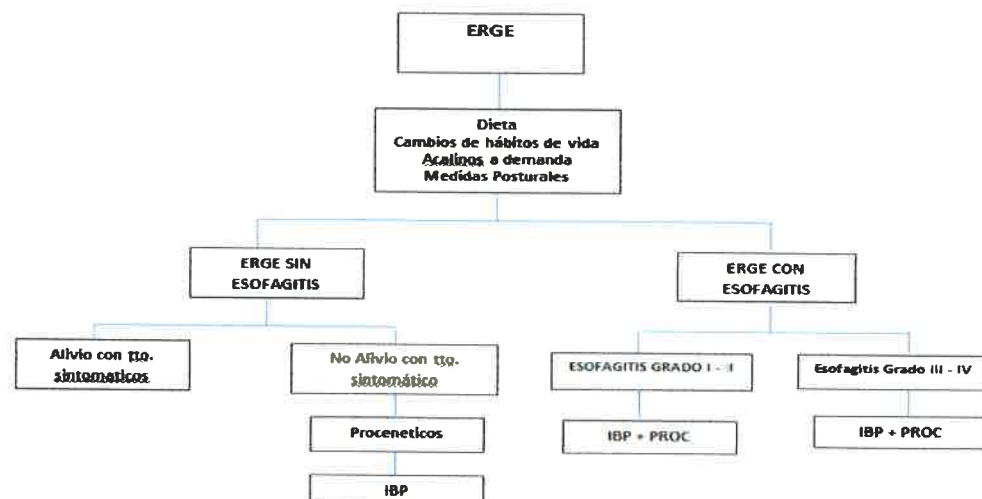 ERGE
Dieta
Cambios de hábitos de vida
Acalinos a demanda
Medidas Posturales
ERGE SIN
ESOFAGITIS
ERGE CON
ESOFAGITIS
Alivio con tto.
sintomaticos
No Alivio con tto.
sintomático
ESOFAGITIS GRADO I - II
Esofagitis Grado III - IV
Proceneticos
IBP + PROC
IBP + PROC
IBP